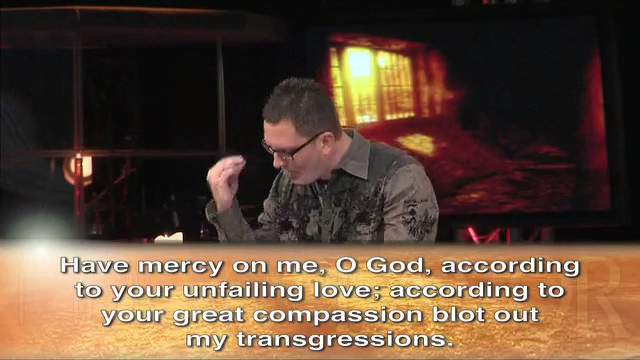 Have mercy on me, O God, according
to your unfailing love; according to
your great compassion blot out
my transgressions.